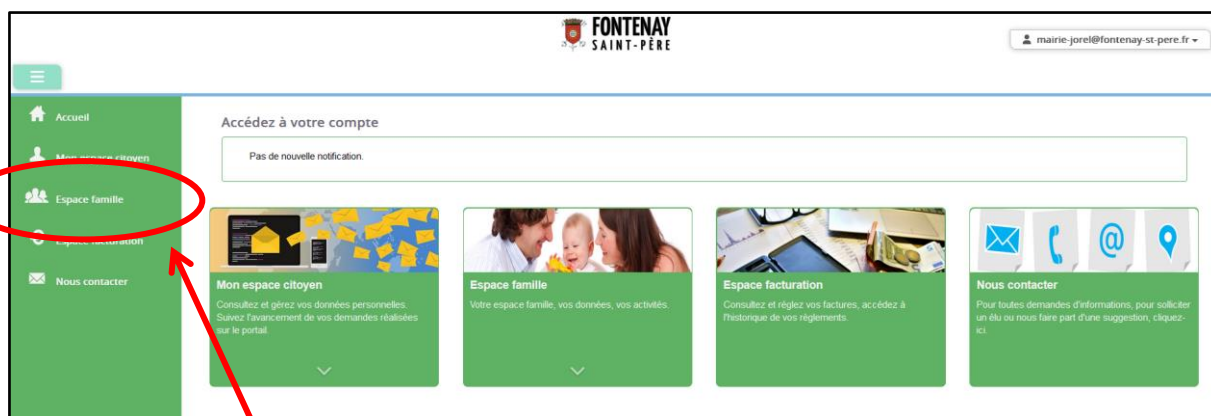 FONTENAY
SAINT-PÈRE
mairie-jorel@fontenay-st-pere.fr
Accueil
Mon espace citoyen
Espace famille
Espace facturation
Nous contacter
Accédez à votre compte
Pas de nouvelle notification.
Mon espace citoyen
Consultez et gérez vos données personnelles.
Suivez l'avancement de vos demandes réalisées
sur le portail.
Espace famille
Votre espace famille, vos données, vos activités.
Espace facturation
Consultez et réglez vos factures, accédez à
l'historique de vos règlements.
Nous contacter
Pour toutes demandes d'informations, pour solliciter
un élu ou nous faire part d'une suggestion, cliquez-
ici.